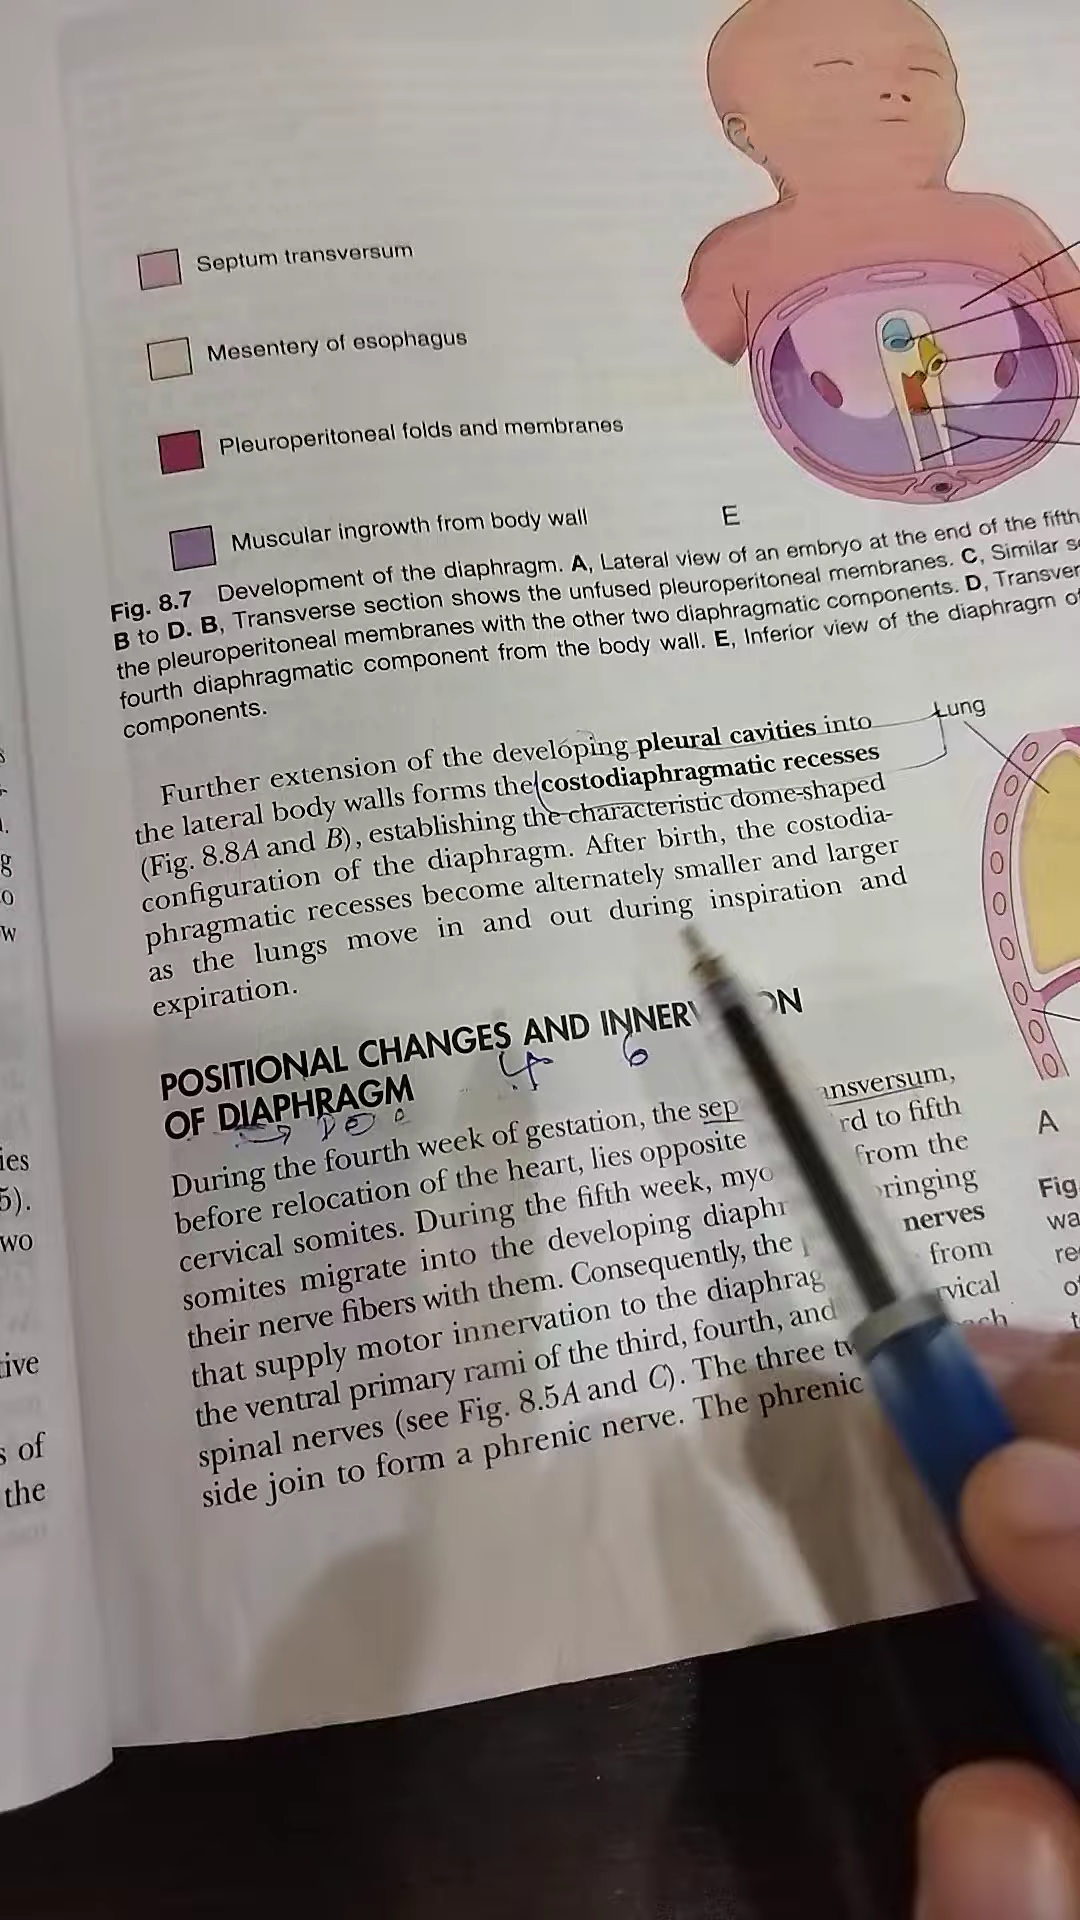 Septum transversum
Mesentery of esophagus
Pleuroperitoneal folds and membranes
Muscular ingrowth from body wall
E
Fig. 8.7 Development of the diaphragm. A, Lateral view of an embryo at the end of the fifth
B to D. B, Transverse section shows the unfused pleuroperitoneal membranes. C, Similar s
the pleuroperitoneal membranes with the other two diaphragmatic components. D, Transver
fourth diaphragmatic component from the body wall. E, Inferior view of the diaphragm of
components.
Further extension of the developing pleural cavities into
the lateral body walls forms the costodiaphragmatic recesses
(Fig. 8.8A and B), establishing the characteristic dome-shaped
configuration of the diaphragm. After birth, the costodia-
phragmatic recesses become alternately smaller and larger
as the lungs move in and out during inspiration and
expiration.
POSITIONAL CHANGES AND INNER ON
OF DIAPHRAGM
4 6
During the fourth week of gestation, the sep ansversum,
before relocation of the heart, lies opposite rd to fifth
cervical somites. During the fifth week, myo from the
somites migrate into the developing diaphr ringing
their nerve fibers with them. Consequently, the nerves
that supply motor innervation to the diaphrag from
the ventral primary rami of the third, fourth, and rvical
spinal nerves (see Fig. 8.5A and C). The three tw ach
side join to form a phrenic nerve. The phrenic
Lung
A
Fig.
wa
re
o
t
s
g
o
w
ies
5).
wo
tive
s of
the